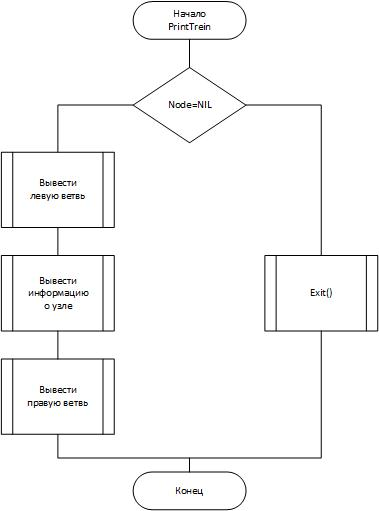 Начало
PrintTrein
Node=NIL
Вывести
левую ветвь
Вывести
информацию
о узле
Exit()
Вывести
правую ветвь
Конец